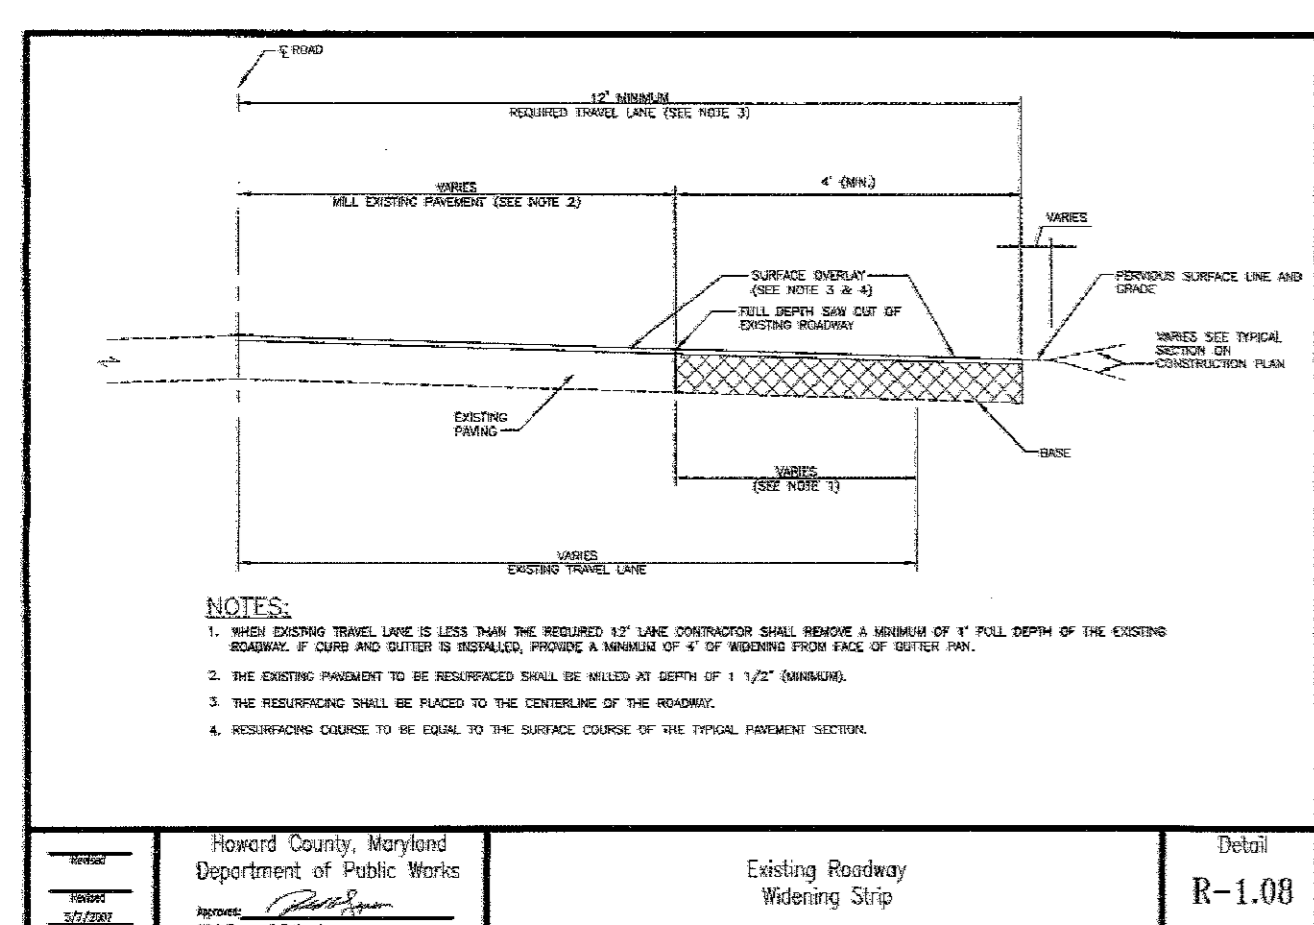 ℄ ROAD
12' MINIMUM
REQUIRED TRAVEL LANE (SEE NOTE 3)
VARIES
MILL EXISTING PAVEMENT (SEE NOTE 2)
4' (MIN.)
VARIES
SURFACE OVERLAY
(SEE NOTE 3 & 4)
PERVIOUS SURFACE LINE AND
GRADE
FULL DEPTH SAW CUT OF
EXISTING ROADWAY
VARIES SEE TYPICAL
SECTION ON
CONSTRUCTION PLAN
EXISTING
PAVING
BASE
VARIES
(SEE NOTE 1)
VARIES
EXISTING TRAVEL LANE
NOTES:
1. WHEN EXISTING TRAVEL LANE IS LESS THAN THE REQUIRED 12' LANE CONTRACTOR SHALL REMOVE A MINIMUM OF 1' FULL DEPTH OF THE EXISTING
ROADWAY. IF CURB AND GUTTER IS INSTALLED, PROVIDE A MINIMUM OF 4' OF WIDENING FROM FACE OF GUTTER PAN.
2. THE EXISTING PAVEMENT TO BE RESURFACED SHALL BE MILLED AT DEPTH OF 1 1/2" (MINIMUM).
3. THE RESURFACING SHALL BE PLACED TO THE CENTERLINE OF THE ROADWAY.
4. RESURFACING COURSE TO BE EQUAL TO THE SURFACE COURSE OF THE TYPICAL PAVEMENT SECTION.
Revised
Revised
5/7/2007
Howard County, Maryland
Department of Public Works
Approved:
Existing Roadway
Widening Strip
Detail
R-1.08